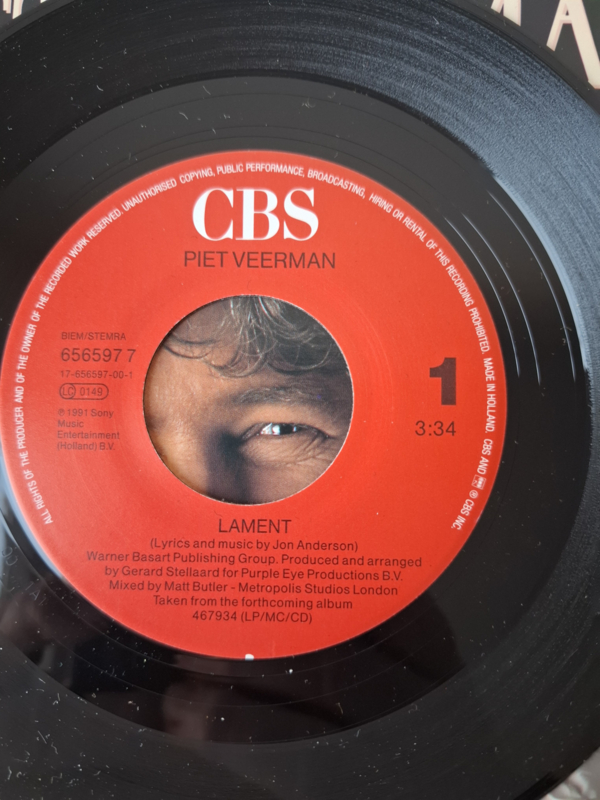 ALL RIGHTS OF THE PRODUCER AND OF THE OWNER OF THE RECORDED WORK RESERVED. UNAUTHORISED COPYING, PUBLIC PERFORMANCE, BROADCASTING, HIRING OR RENTAL OF THIS RECORDING PROHIBITED. MADE IN HOLLAND. CBS AND ® © CBS INC.
CBS
PIET VEERMAN
BIEM/STEMRA
656597 7
17-656597-00-1
LC 0149
℗ 1991 Sony
Music
Entertainment
(Holland) B.V.
1
3:34
LAMENT
(Lyrics and music by Jon Anderson)
Warner Basart Publishing Group. Produced and arranged
by Gerard Stellaard for Purple Eye Productions B.V.
Mixed by Matt Butler - Metropolis Studios London
Taken from the forthcoming album
467934 (LP/MC/CD)